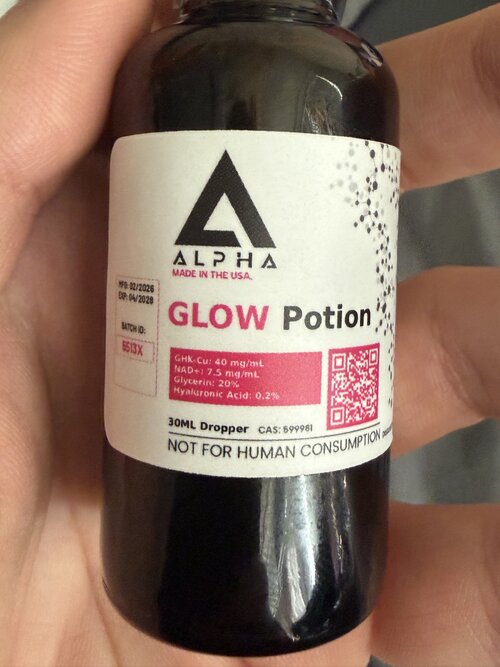 ALPHA
MADE IN THE USA.
MFG: 02/2026
EXP: 04/2028
BATCH ID:
6513X
GLOW Potion
GHK-Cu: 40 mg/mL
NAD+: 7.5 mg/mL
Glycerin: 20%
Hyaluronic Acid: 0.2%
30ML Dropper CAS: 599981
NOT FOR HUMAN CONSUMPTION